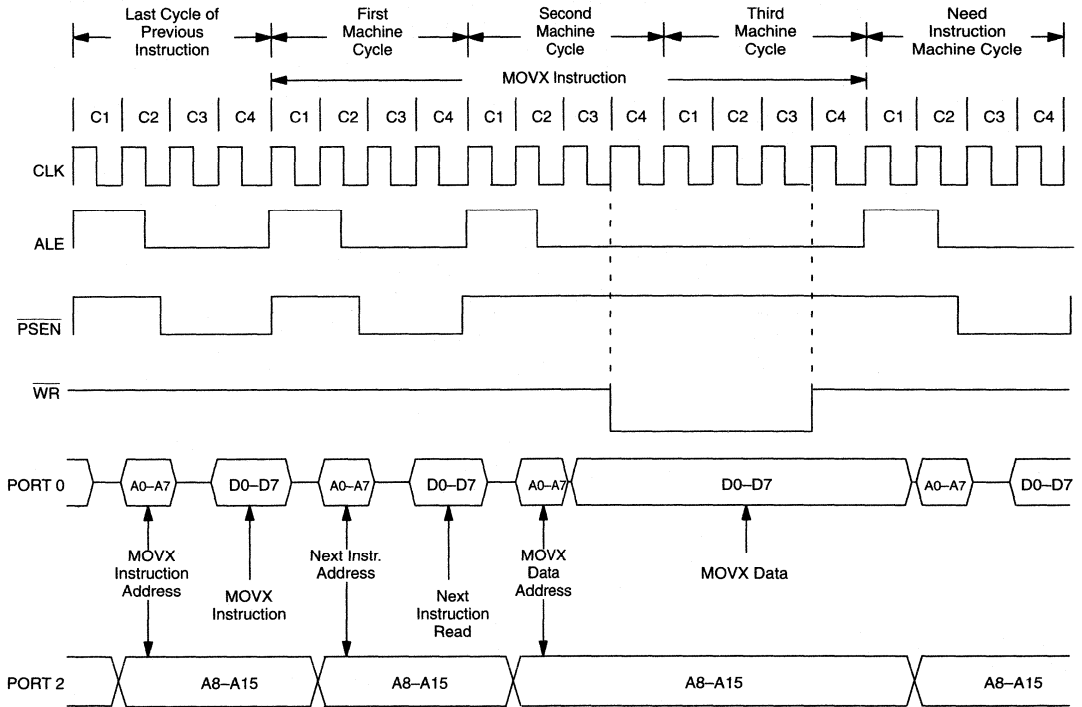 Last Cycle of
Previous
Instruction
First
Machine
Cycle
Second
Machine
Cycle
Third
Machine
Cycle
Need
Instruction
Machine Cycle
MOVX Instruction
C1 C2 C3 C4 C1 C2 C3 C4 C1 C2 C3 C4 C1 C2 C3 C4 C1 C2 C3 C4
CLK
ALE
PSEN
WR
PORT 0 A0–A7 D0–D7 A0–A7 D0–D7 A0–A7 D0–D7 A0–A7 D0–D7
MOVX
Instruction
Address
MOVX
Instruction
Next Instr.
Address
Next
Instruction
Read
MOVX
Data
Address
MOVX Data
PORT 2 A8–A15 A8–A15 A8–A15 A8–A15